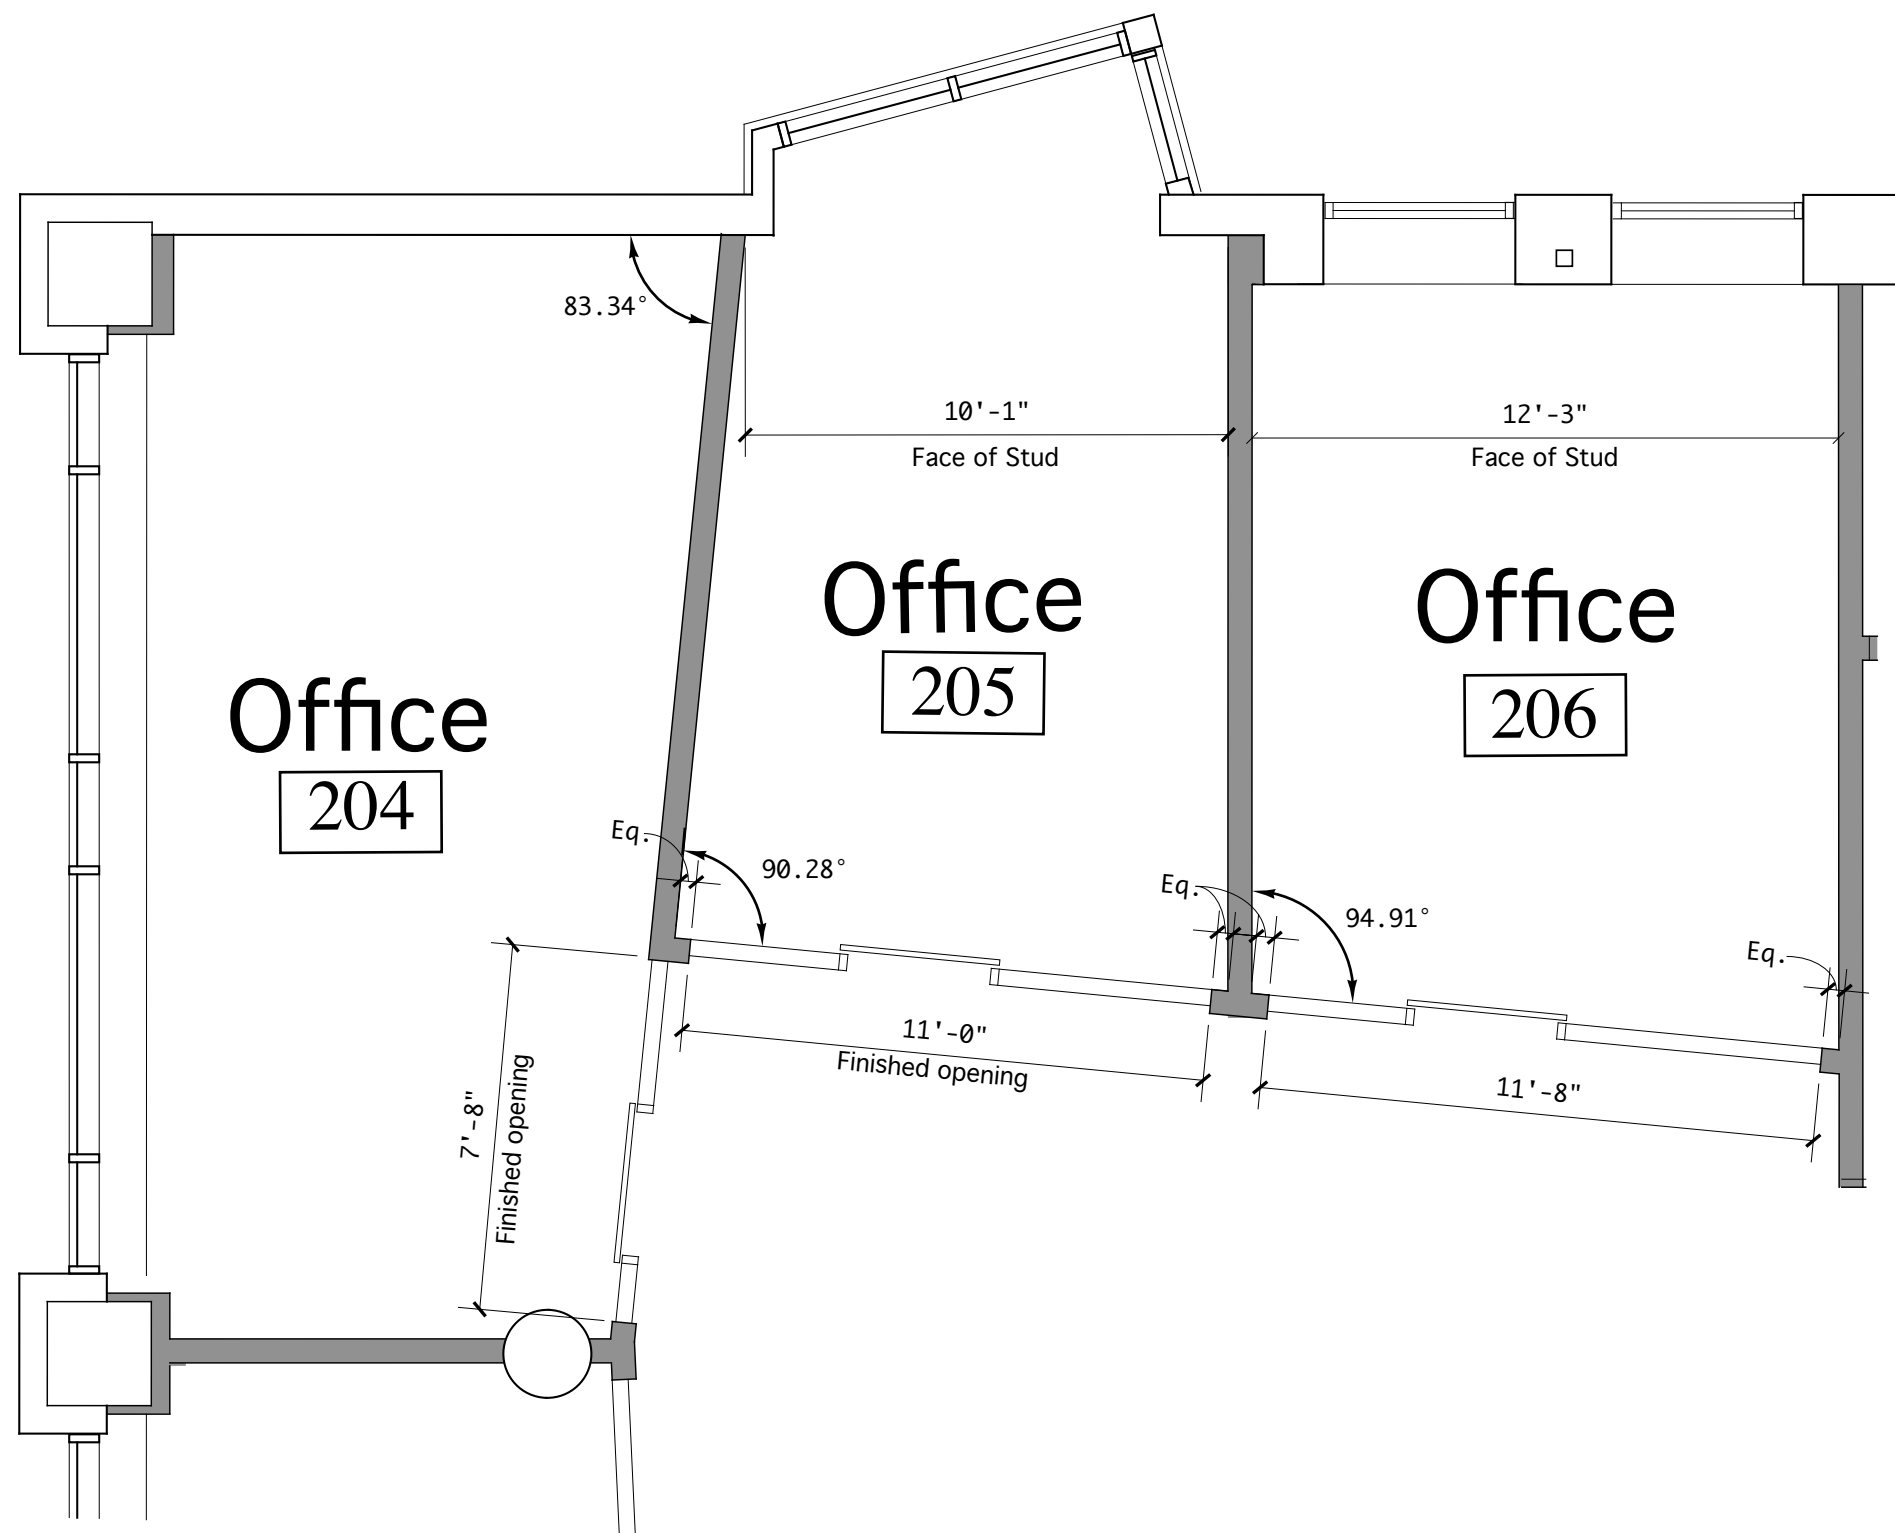 83.34°
10'-1"
Face of Stud
12'-3"
Face of Stud
Office
205
Office
206
Office
204
Eq.
90.28°
Eq.
94.91°
Eq.
11'-0"
Finished opening
11'-8"
7'-8"
Finished opening